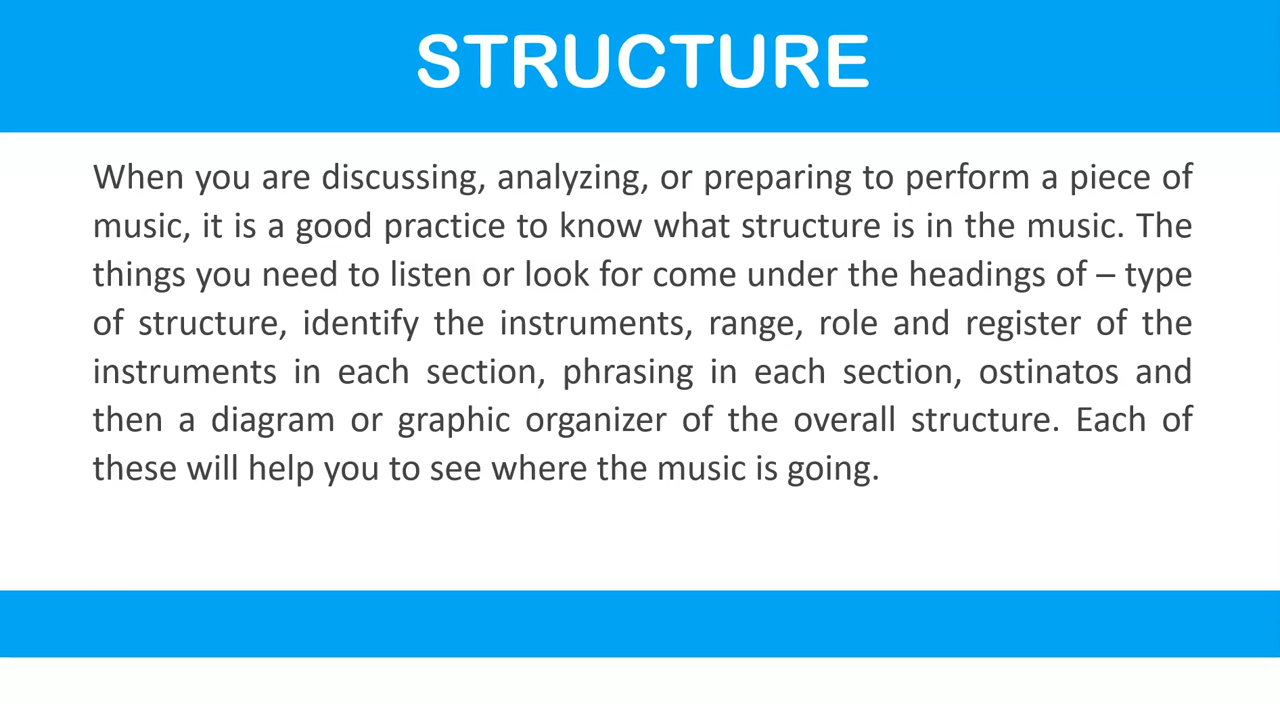 STRUCTURE
When you are discussing, analyzing, or preparing to perform a piece of
music, it is a good practice to know what structure is in the music. The
things you need to listen or look for come under the headings of – type
of structure, identify the instruments, range, role and register of the
instruments in each section, phrasing in each section, ostinatos and
then a diagram or graphic organizer of the overall structure. Each of
these will help you to see where the music is going.